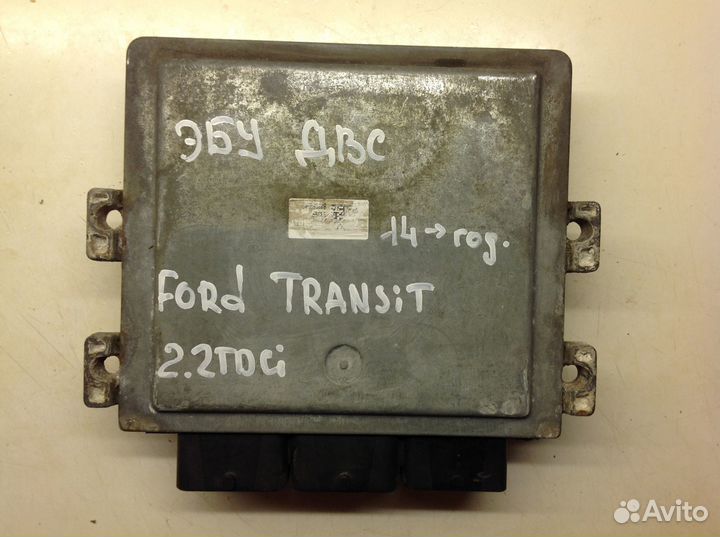 ЭБУ ДВС
14→год.
FORd TRANSiT
2.2TDCi
Avito